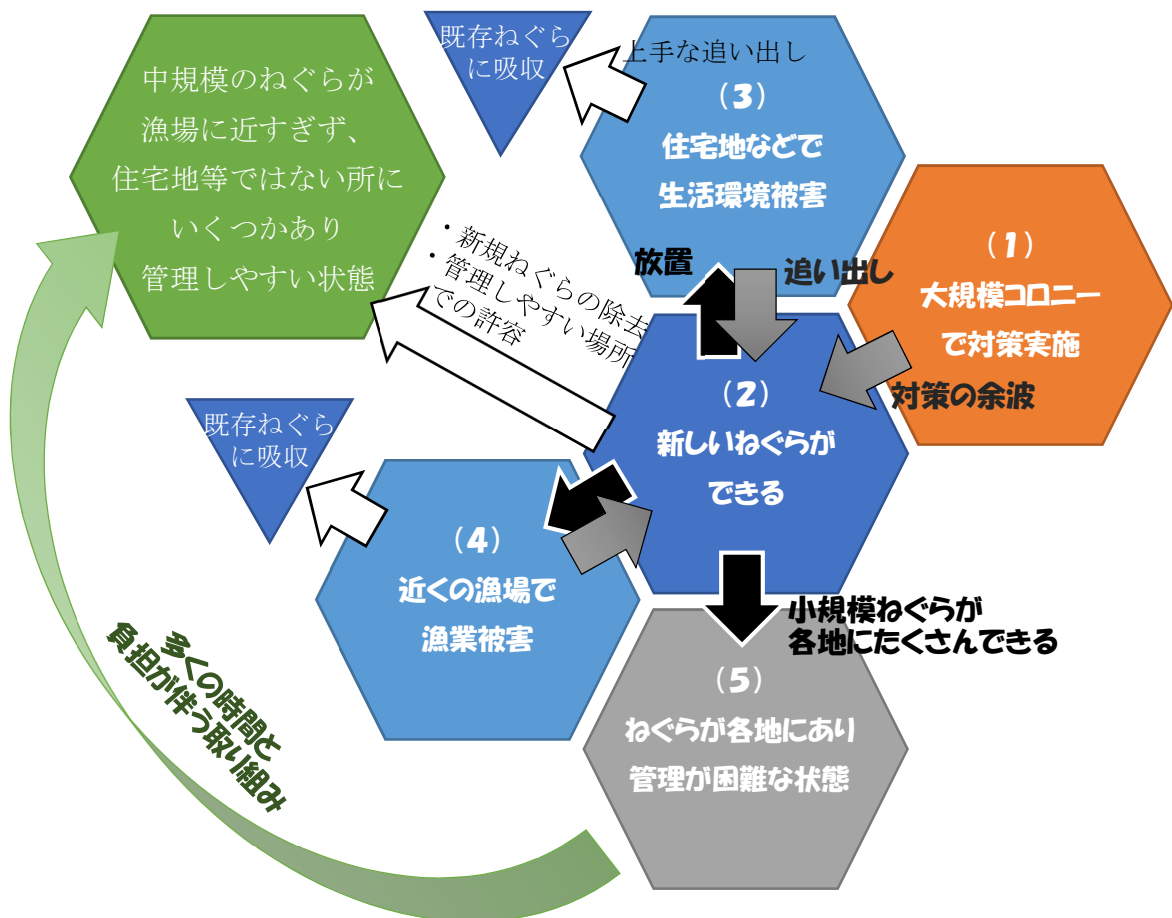 中規模のねぐらが
漁場に近すぎず、
住宅地等ではない所に
いくつかあり
管理しやすい状態
既存ねぐら
に吸収
上手な追い出し
(3)
住宅地などで
生活環境被害
(1)
大規模コロニー
で対策実施
放置
追い出し
対策の余波
・新規ねぐらの除去
・管理しやすい場所
での許容
(2)
新しいねぐらが
できる
既存ねぐら
に吸収
(4)
近くの漁場で
漁業被害
小規模ねぐらが
各地にたくさんできる
(5)
ねぐらが各地にあり
管理が困難な状態
多くの時間と
負担が伴う取り組み